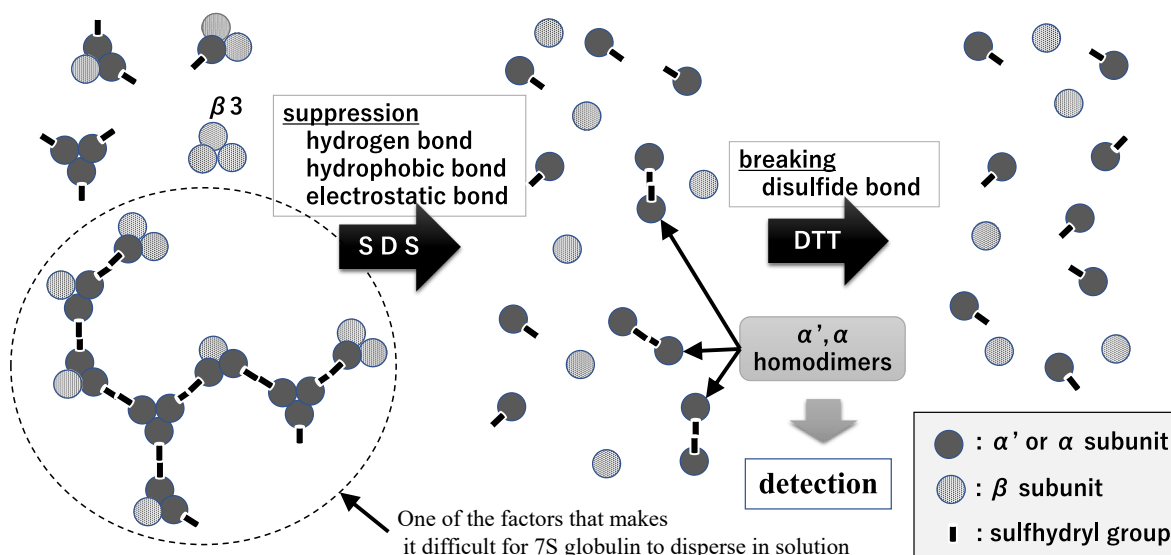 β3
suppression
hydrogen bond
hydrophobic bond
electrostatic bond
SDS
breaking
disulfide bond
DTT
α’, α
homodimers
detection
One of the factors that makes
it difficult for 7S globulin to disperse in solution
: α’ or α subunit
: β subunit
: sulfhydryl group